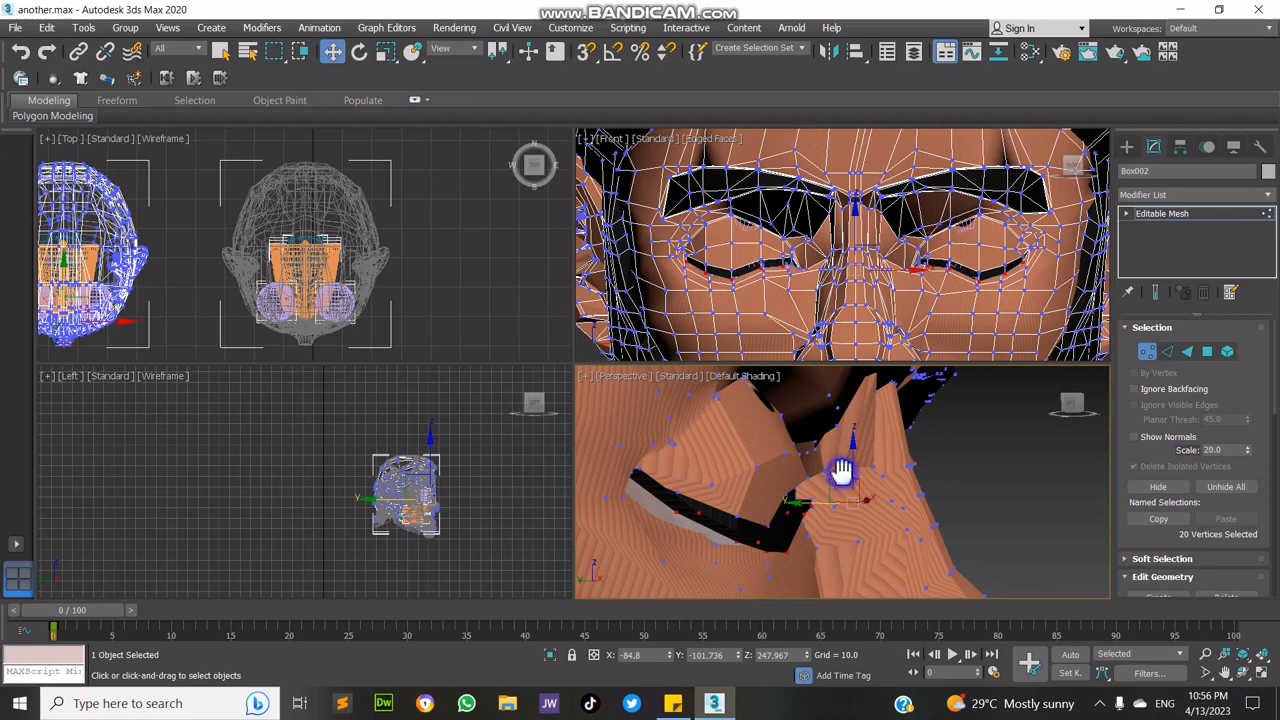 another.max - Autodesk 3ds Max 2020
www.BANDICAM.com
File Edit Tools Group Views Create Modifiers Animation Graph Editors Rendering Civil View Customize Scripting Interactive Content Arnold Help
Sign In
Workspaces: Default
All
View
Create Selection Set
Modeling Freeform Selection Object Paint Populate
Polygon Modeling
[+] [Top] [Standard] [Wireframe]
[+] [Front] [Standard] [Edged Faces]
N
W E
S
TOP
Box002
Modifier List
Editable Mesh
Selection
By Vertex
Ignore Backfacing
Ignore Visible Edges
Planar Thresh: 45.0
Show Normals
Scale: 20.0
Delete Isolated Vertices
Hide Unhide All
Named Selections:
Copy Paste
20 Vertices Selected
Soft Selection
Edit Geometry
Create Delete
[+] [Left] [Standard] [Wireframe]
[+] [Perspective] [Standard] [Default Shading]
LEFT
z
y
z
x
y
0 / 100
0 5 10 15 20 25 30 35 40 45 50 55 60 65 70 75 80 85 90 95 100
1 Object Selected
X: -84.8 Y: -101.736 Z: 247.967 Grid = 10.0
Auto Selected
MAXScript Mi
Click or click-and-drag to select objects
Add Time Tag
0
Set K. Filters...
Type here to search
29°C Mostly sunny
10:56 PM
4/13/2023